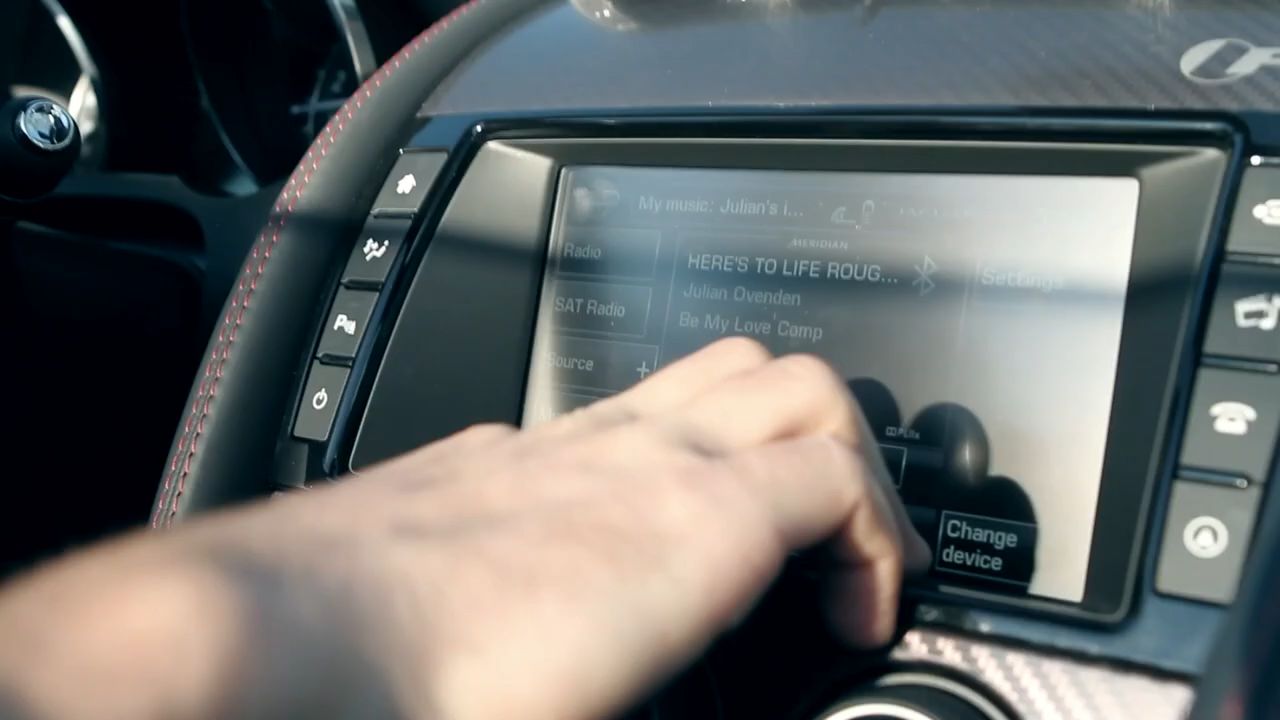 My music: Julian's i...
MERIDIAN
Radio
HERE'S TO LIFE ROUG...
Settings
Julian Ovenden
SAT Radio
Be My Love Comp
Source +
Change
device